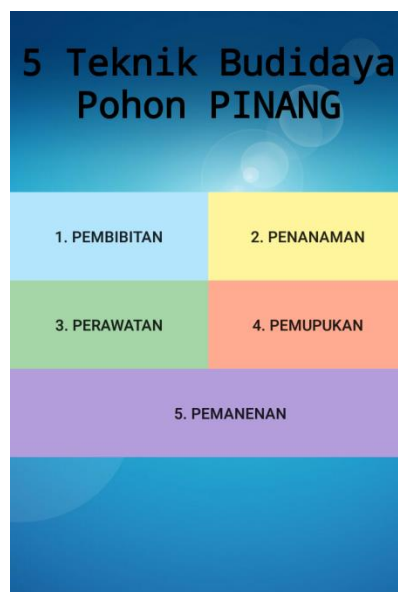 5 Teknik Budidaya
Pohon PINANG
1. PEMBIBITAN
2. PENANAMAN
3. PERAWATAN
4. PEMUPUKAN
5. PEMANENAN